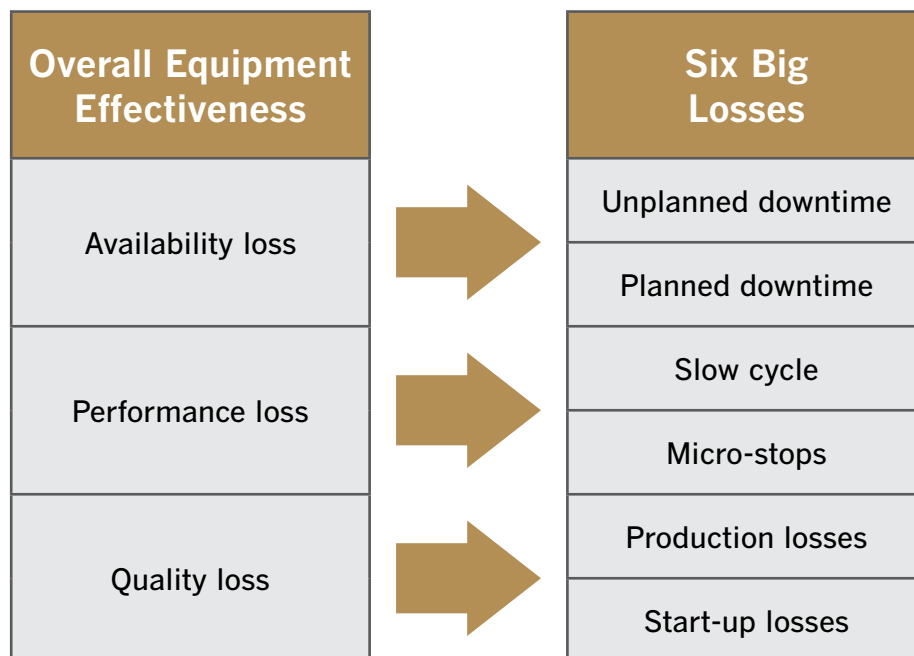 Overall Equipment
Effectiveness
Six Big
Losses
Availability loss
Unplanned downtime
Planned downtime
Performance loss
Slow cycle
Micro-stops
Quality loss
Production losses
Start-up losses